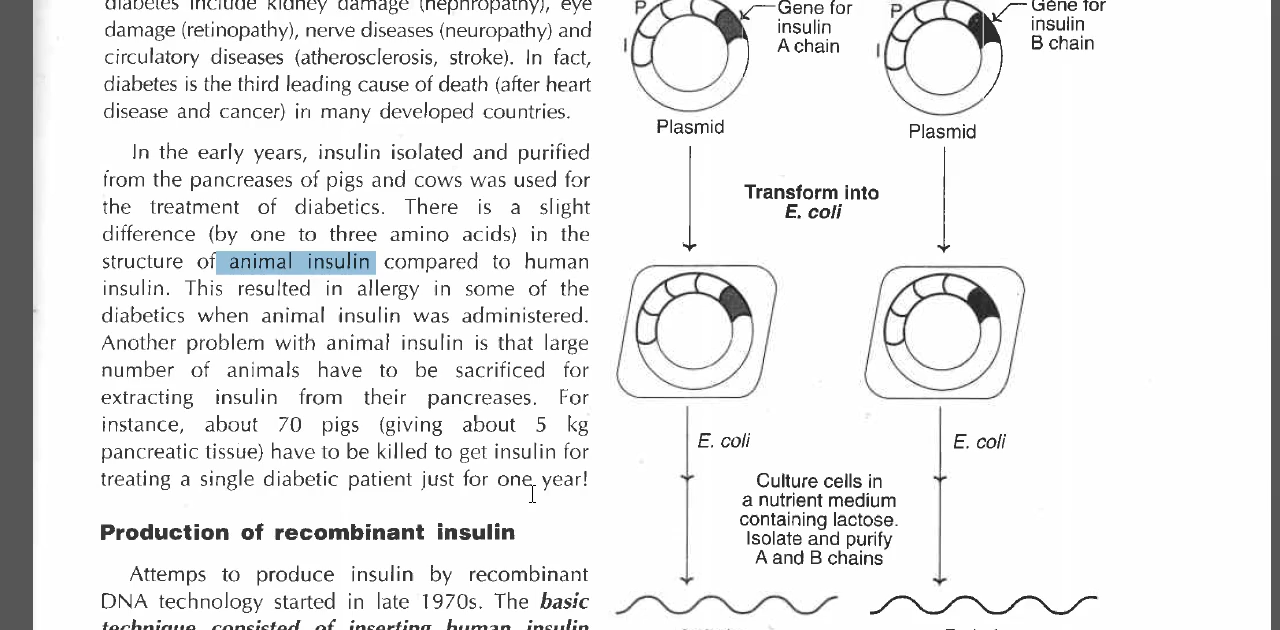 diabetes include kidney damage (nephropathy), eye
damage (retinopathy), nerve diseases (neuropathy) and
circulatory diseases (atherosclerosis, stroke). In fact,
diabetes is the third leading cause of death (after heart
disease and cancer) in many developed countries.
In the early years, insulin isolated and purified
from the pancreases of pigs and cows was used for
the treatment of diabetics. There is a slight
difference (by one to three amino acids) in the
structure of animal insulin compared to human
insulin. This resulted in allergy in some of the
diabetics when animal insulin was administered.
Another problem with animal insulin is that large
number of animals have to be sacrificed for
extracting insulin from their pancreases. For
instance, about 70 pigs (giving about 5 kg
pancreatic tissue) have to be killed to get insulin for
treating a single diabetic patient just for one year!
Production of recombinant insulin
Attemps to produce insulin by recombinant
DNA technology started in late 1970s. The basic
technique consisted of inserting human insulin
P
l
Gene for
insulin
A chain
Plasmid
P
l
Gene for
insulin
B chain
Plasmid
Transform into
E. coli
E. coli
E. coli
Culture cells in
a nutrient medium
containing lactose.
Isolate and purify
A and B chains